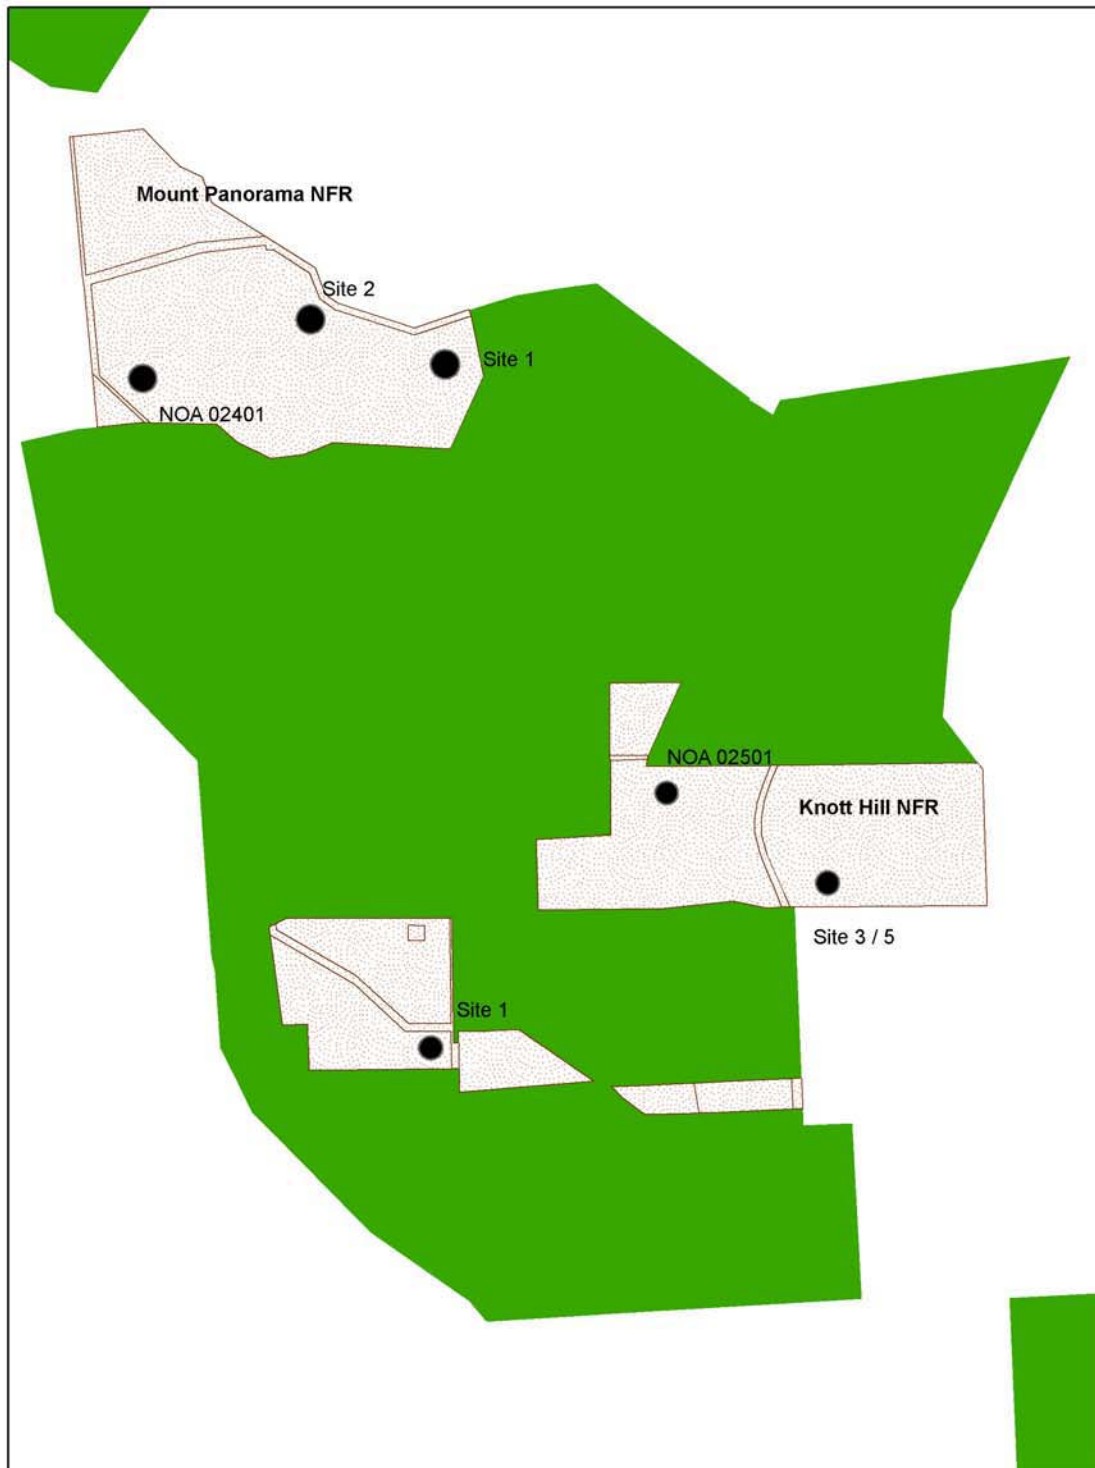 Mount Panorama NFR
Site 2
Site 1
NOA 02401
NOA 02501
Knott Hill NFR
Site 3 / 5
Site 1